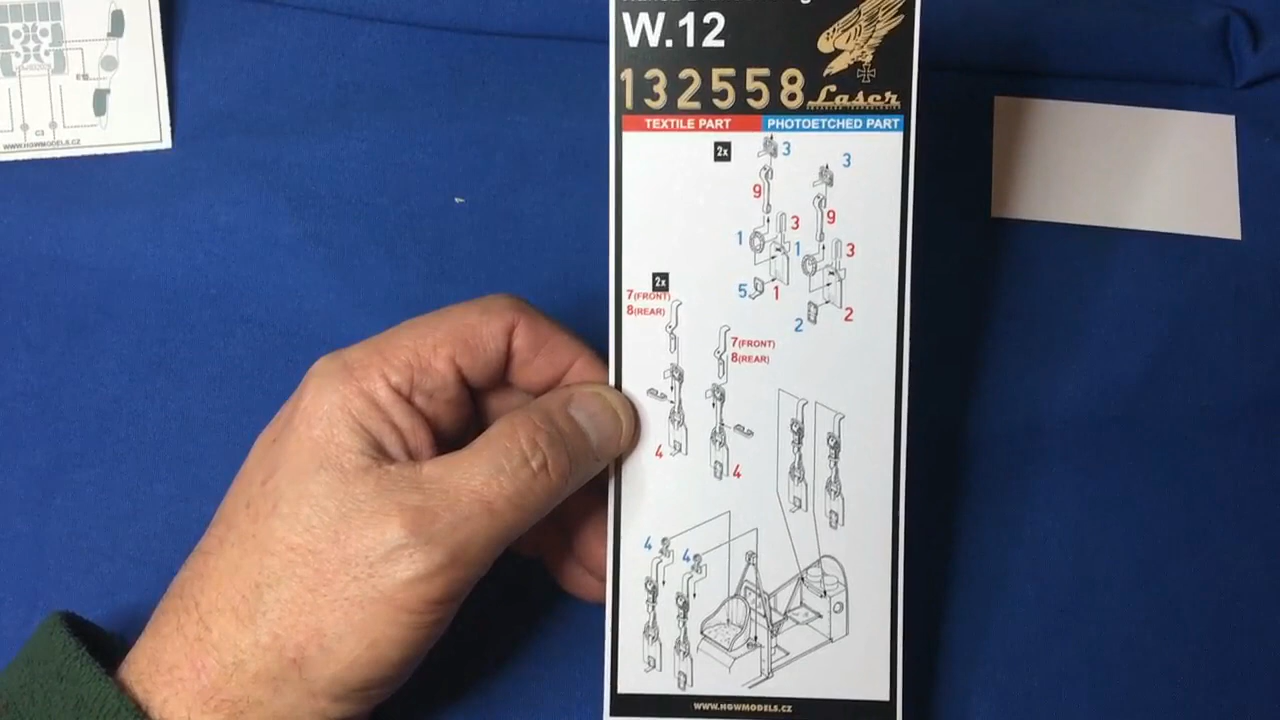 W.12
132558 Laser
TEXTILE PART PHOTOETCHED PART
2x
3
3
9
9
3
3
1
1
5
1
2
2
2x
7(FRONT)
8(REAR)
7(FRONT)
8(REAR)
4
4
4
4
WWW.HGWMODELS.CZ
C3
WWW.HGWMODELS.CZ